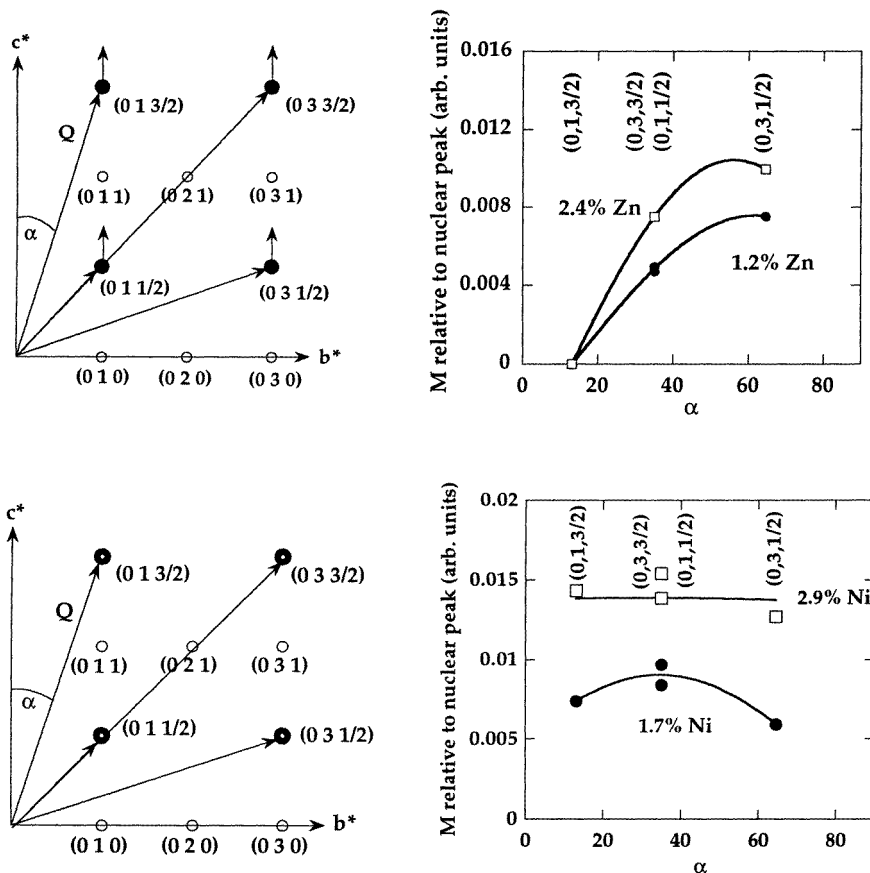 c*
(0 1 3/2)
(0 3 3/2)
Q
(0 1 1)
(0 2 1)
(0 3 1)
α
(0 1 1/2)
(0 3 1/2)
b*
(0 1 0)
(0 2 0)
(0 3 0)
M relative to nuclear peak (arb. units)
0.016
0.012
0.008
0.004
0
(0,1,3/2)
(0,3,3/2)
(0,1,1/2)
(0,3,1/2)
2.4% Zn
1.2% Zn
0
20
40
60
80
α
c*
(0 1 3/2)
(0 3 3/2)
Q
(0 1 1)
(0 2 1)
(0 3 1)
α
(0 1 1/2)
(0 3 1/2)
b*
(0 1 0)
(0 2 0)
(0 3 0)
M relative to nuclear peak (arb. units)
0.02
0.015
0.01
0.005
0
(0,1,3/2)
(0,3,3/2)
(0,1,1/2)
(0,3,1/2)
2.9% Ni
1.7% Ni
0
20
40
60
80
α